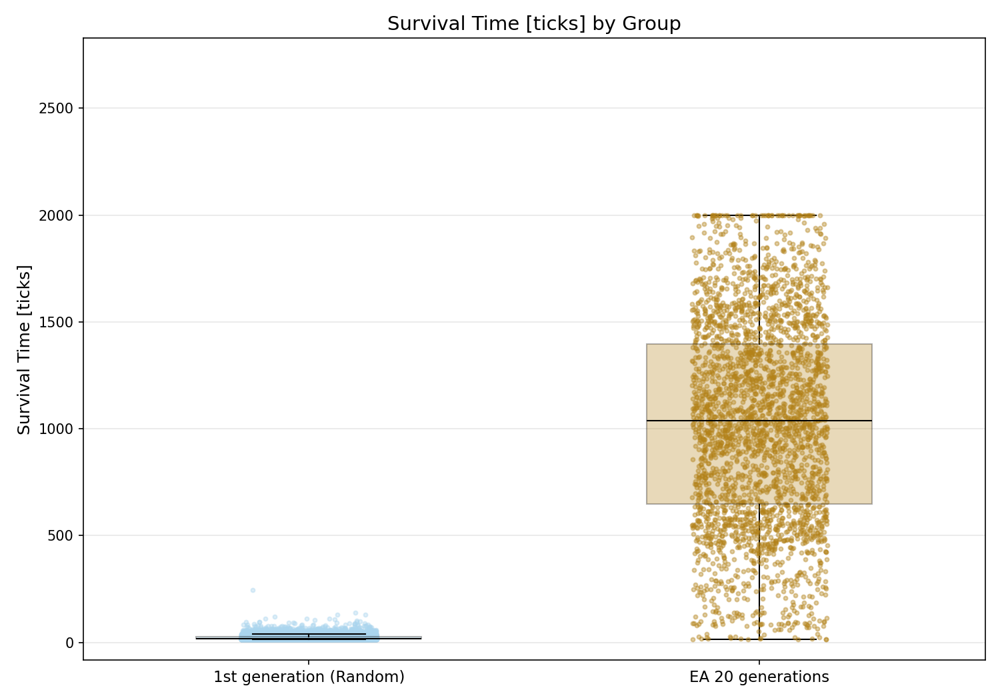 Survival Time [ticks] by Group
Survival Time [ticks]
2500
2000
1500
1000
500
0
1st generation (Random)
EA 20 generations